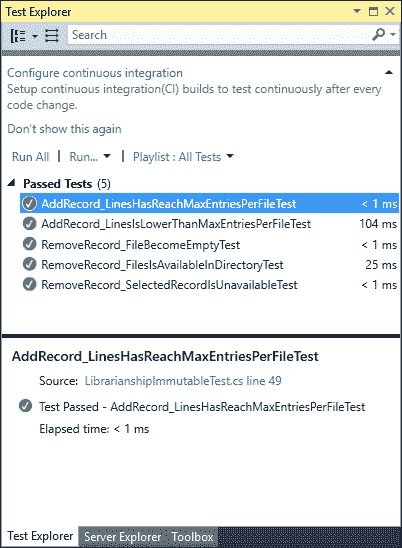 Test Explorer
Search
Configure continuous integration
Setup continuous integration(CI) builds to test continuously after every
code change.
Don't show this again
Run All | Run... Playlist : All Tests
Passed Tests (5)
AddRecord_LinesHasReachMaxEntriesPerFileTest < 1 ms
AddRecord_LinesIsLowerThanMaxEntriesPerFileTest 104 ms
RemoveRecord_FileBecomeEmptyTest < 1 ms
RemoveRecord_FilesIsAvailableInDirectoryTest 25 ms
RemoveRecord_SelectedRecordIsUnavailableTest < 1 ms
AddRecord_LinesHasReachMaxEntriesPerFileTest
Source: LibrarianshipImmutableTest.cs line 49
Test Passed - AddRecord_LinesHasReachMaxEntriesPerFileTest
Elapsed time: < 1 ms
Test Explorer Server Explorer Toolbox